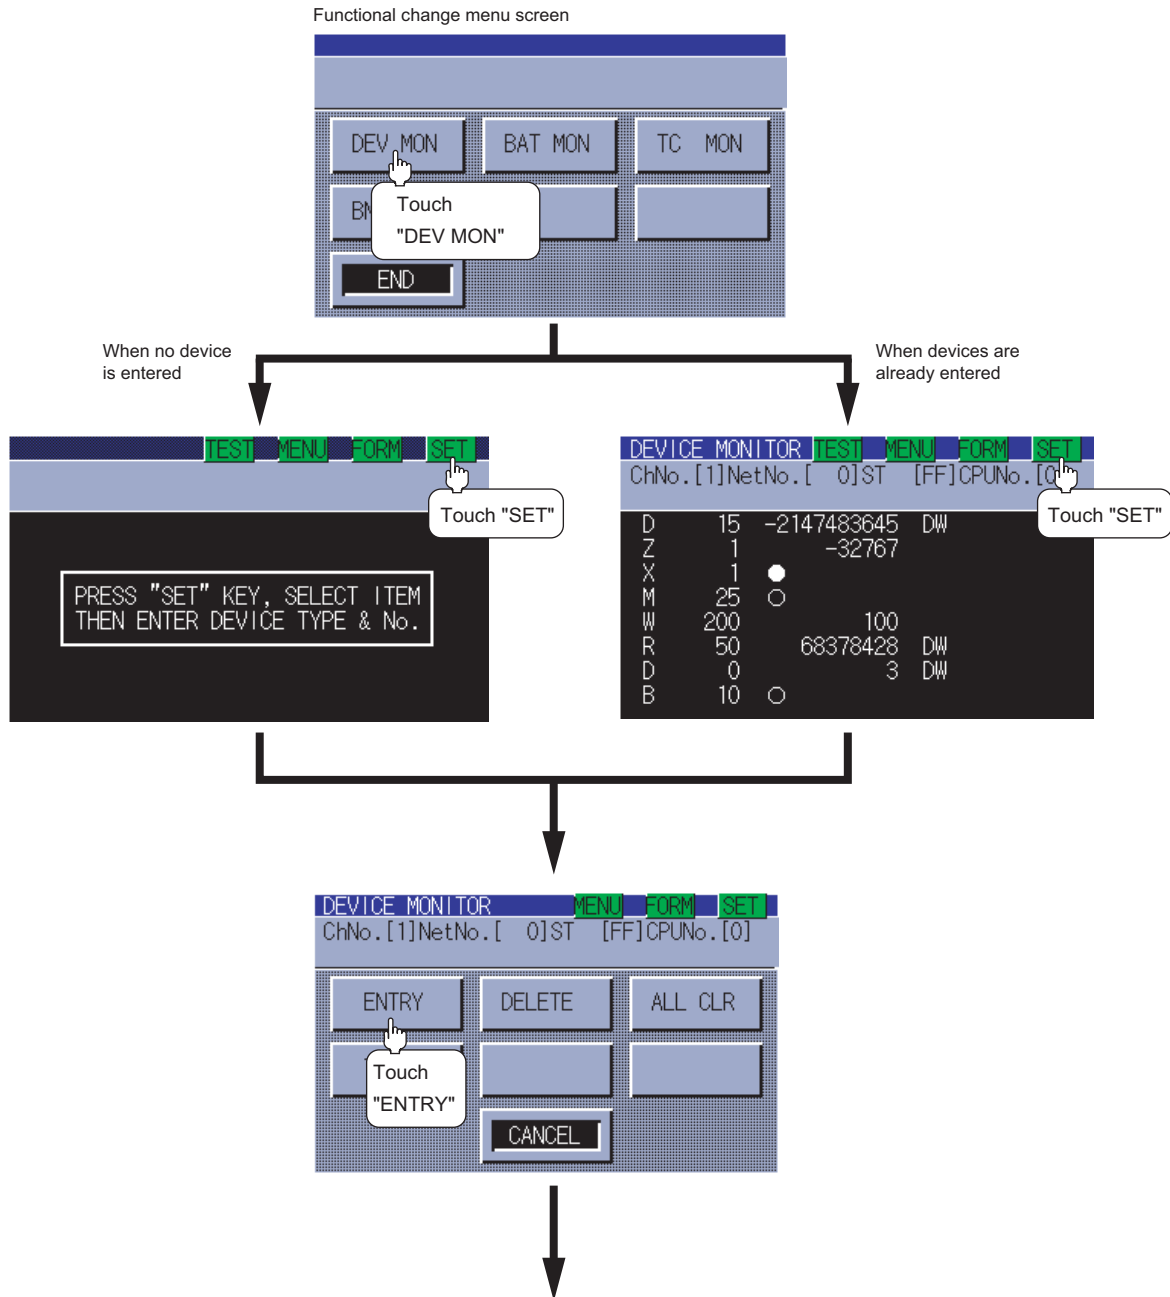 Functional change menu screen
DEV MON
BAT MON
TC MON
Touch
"DEV MON"
END
When no device
is entered
When devices are
already entered
TEST MENU FORM SET
Touch "SET"
PRESS "SET" KEY, SELECT ITEM
THEN ENTER DEVICE TYPE & No.
DEVICE MONITOR TEST MENU FORM SET
ChNo.[1]NetNo.[ 0]ST [FF]CPUNo.[0
Touch "SET"
D 15 -2147483645 DW
Z 1 -32767
X 1 ●
M 25 ○
W 200 100
R 50 68378428 DW
D 0 3 DW
B 10 ○
DEVICE MONITOR MENU FORM SET
ChNo.[1]NetNo.[ 0]ST [FF]CPUNo.[0]
ENTRY
DELETE
ALL CLR
Touch
"ENTRY"
CANCEL